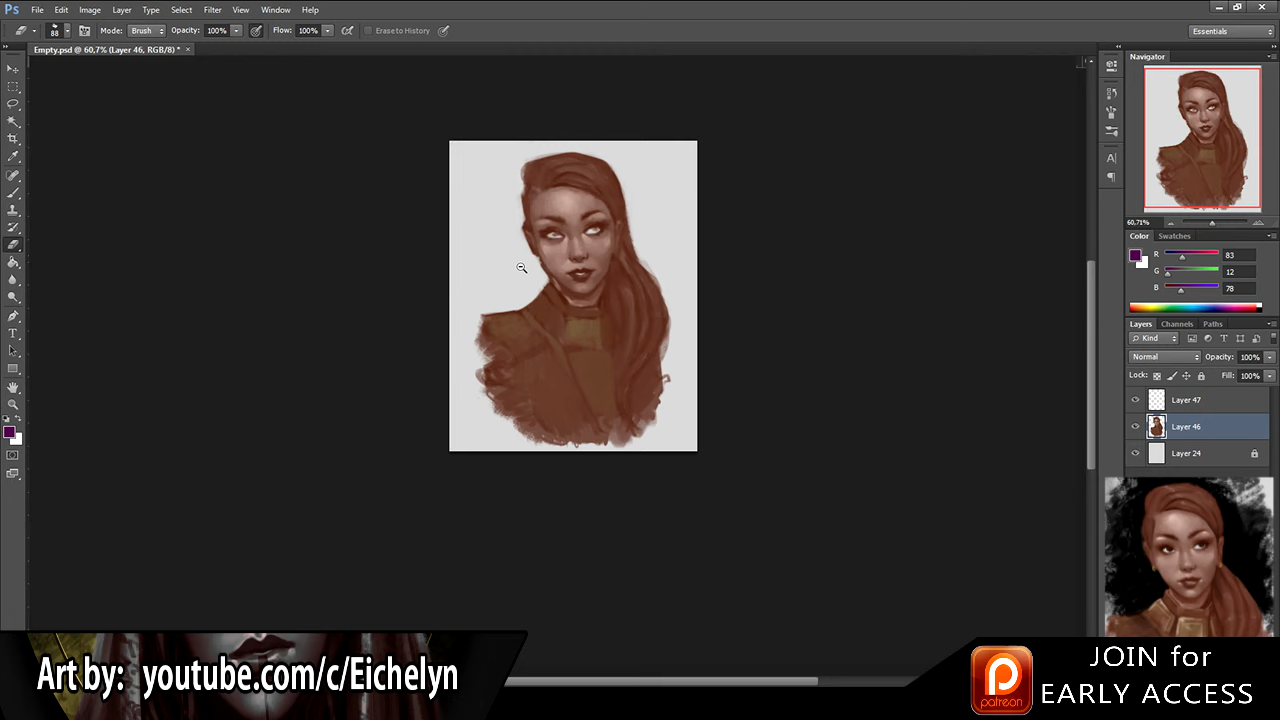 Ps File Edit Image Layer Type Select Filter View Window Help
88 Mode: Brush Opacity: 100% Flow: 100% Erase to History Essentials
Empty.psd @ 60,7% (Layer 46, RGB/8) * ×
Navigator
60,71%
Color Swatches
R 83
G 12
B 78
Layers Channels Paths
Kind
Normal Opacity: 100%
Lock: Fill: 100%
Layer 47
Layer 46
Layer 24
Art by: youtube.com/c/Eichelyn
patreon
JOIN for
EARLY ACCESS